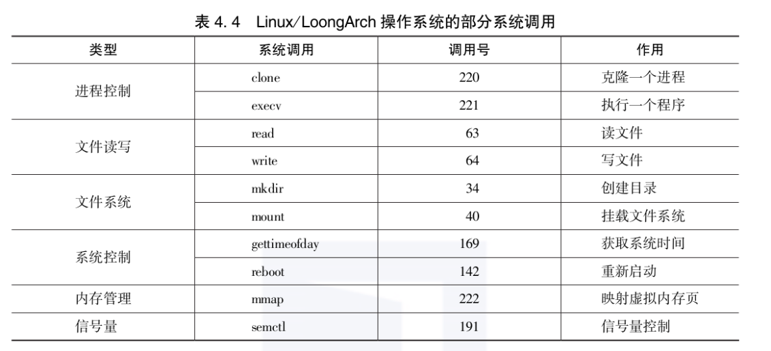 表 4. 4 Linux/LoongArch 操作系统的部分系统调用
类型 系统调用 调用号 作用
进程控制 clone 220 克隆一个进程
execv 221 执行一个程序
文件读写 read 63 读文件
write 64 写文件
文件系统 mkdir 34 创建目录
mount 40 挂载文件系统
系统控制 gettimeofday 169 获取系统时间
reboot 142 重新启动
内存管理 mmap 222 映射虚拟内存页
信号量 semctl 191 信号量控制